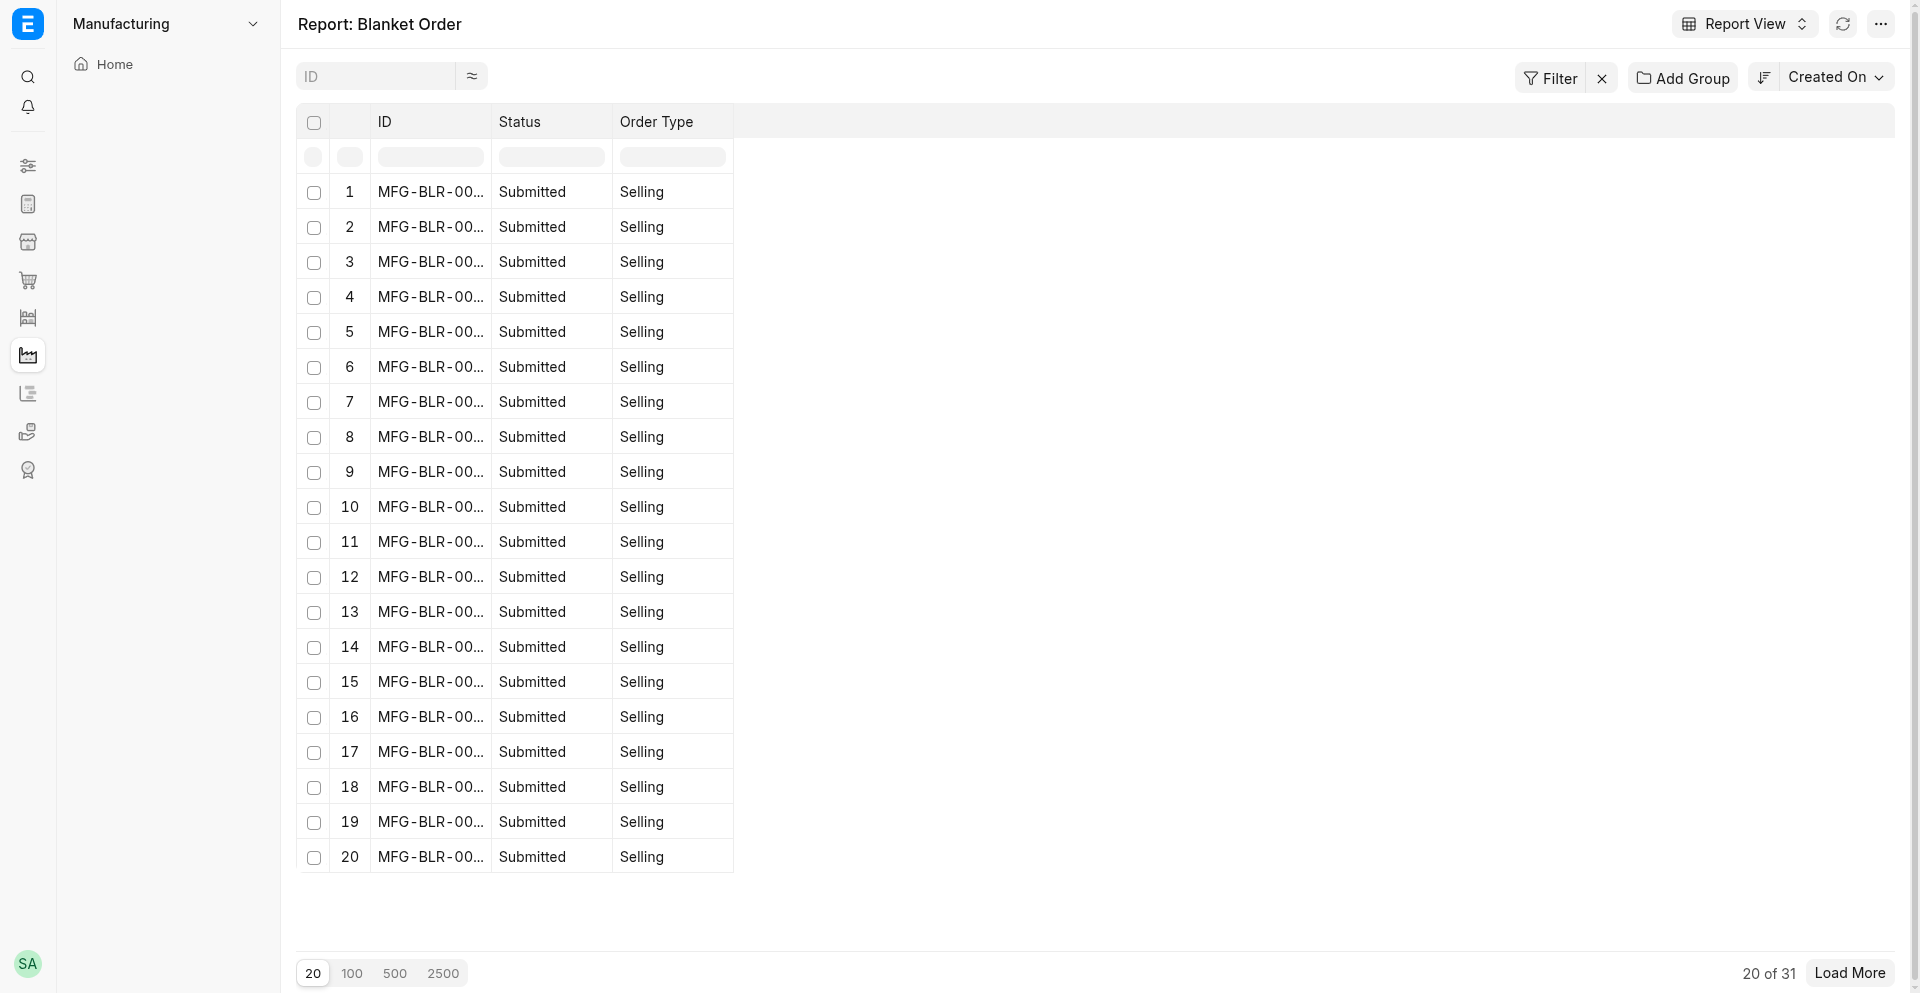 Manufacturing
Report: Blanket Order
Report View
Home
ID
Filter
Add Group
Created On
ID Status Order Type
1 MFG-BLR-00... Submitted Selling
2 MFG-BLR-00... Submitted Selling
3 MFG-BLR-00... Submitted Selling
4 MFG-BLR-00... Submitted Selling
5 MFG-BLR-00... Submitted Selling
6 MFG-BLR-00... Submitted Selling
7 MFG-BLR-00... Submitted Selling
8 MFG-BLR-00... Submitted Selling
9 MFG-BLR-00... Submitted Selling
10 MFG-BLR-00... Submitted Selling
11 MFG-BLR-00... Submitted Selling
12 MFG-BLR-00... Submitted Selling
13 MFG-BLR-00... Submitted Selling
14 MFG-BLR-00... Submitted Selling
15 MFG-BLR-00... Submitted Selling
16 MFG-BLR-00... Submitted Selling
17 MFG-BLR-00... Submitted Selling
18 MFG-BLR-00... Submitted Selling
19 MFG-BLR-00... Submitted Selling
20 MFG-BLR-00... Submitted Selling
SA
20 100 500 2500
20 of 31 Load More